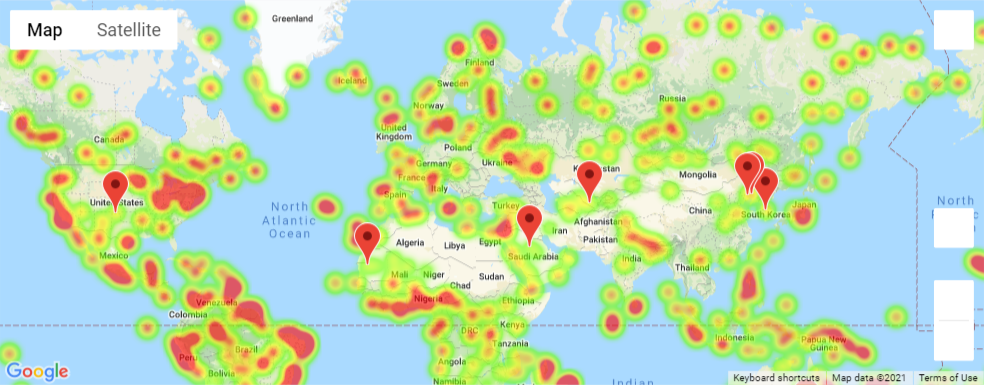 Map Satellite
Greenland
Iceland
Finland
Sweden
Norway
Russia
Canada
United
Kingdom
Poland
Germany
Ukraine
France
Mongolia
Spain
Italy
United States
Turkey
Afghanistan
China
South Korea
Japan
North
Atlantic
Ocean
North
Algeria
Libya
Egypt
Iran
Pakistan
Saudi Arabia
Mexico
Mali
Niger
Sudan
India
Thailand
Chad
Nigeria
Ethiopia
Venezuela
Colombia
DRC
Kenya
Tanzania
Indonesia
Papua New
Guinea
Peru
Brazil
Bolivia
Angola
Namibia
Google
Indian
Keyboard shortcuts Map data ©2021 Terms of Use